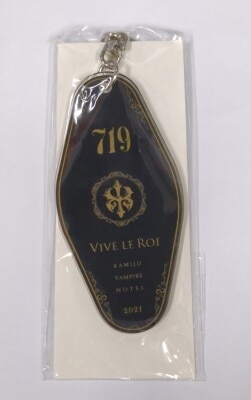 719
VIVE LE ROI
KAMIJO
VAMPIRE
HOTEL
2021